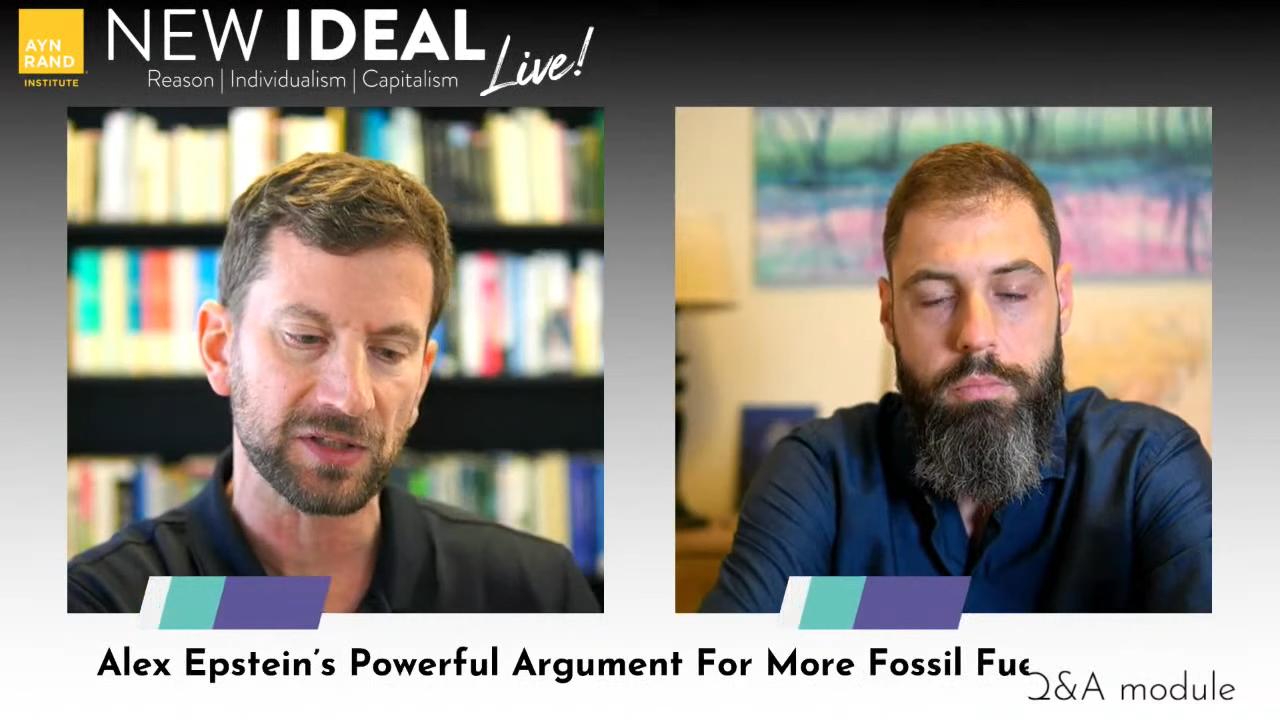 AYN
RAND
INSTITUTE
NEW IDEAL Live!
Reason | Individualism | Capitalism
Alex Epstein's Powerful Argument For More Fossil Fue
Q&A module